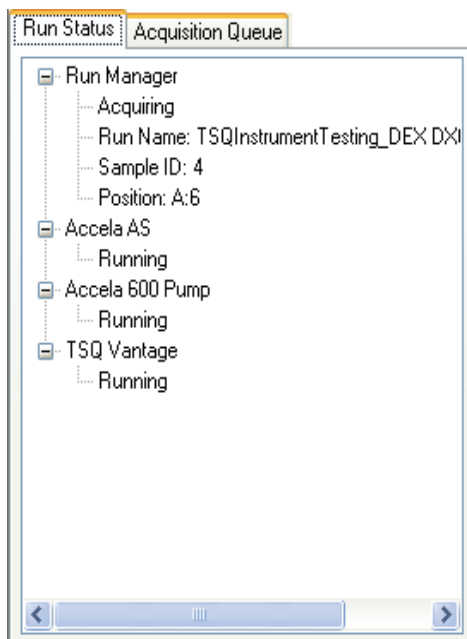 Run Status Acquisition Queue
Run Manager
Acquiring
Run Name: TSQInstrumentTesting_DEX
Sample ID: 4
Position: A:6
Accela AS
Running
Accela 600 Pump
Running
TSQ Vantage
Running